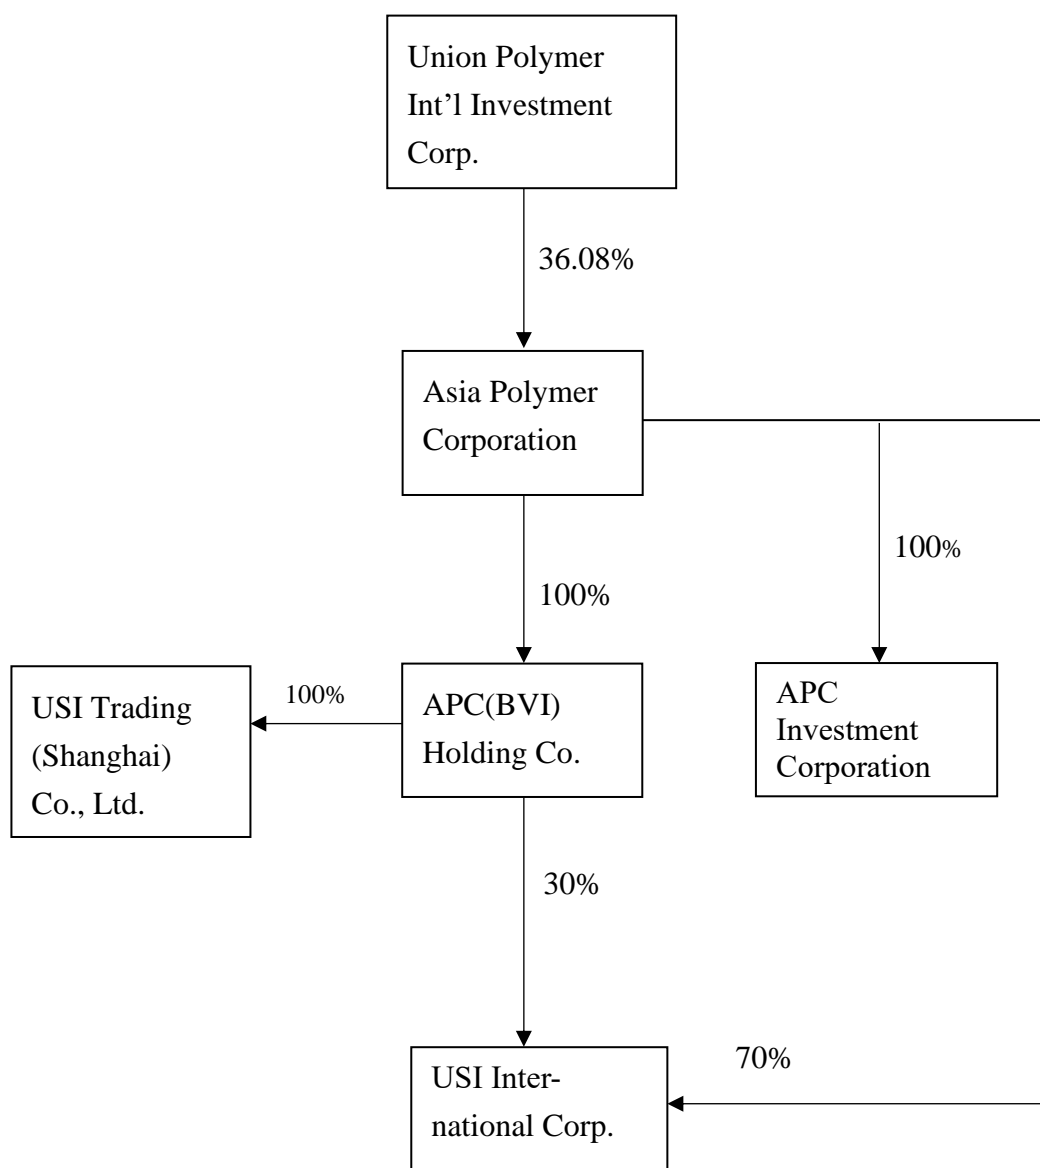 Union Polymer
Int’l Investment
Corp.
36.08%
Asia Polymer
Corporation
100%
100%
USI Trading
(Shanghai)
Co., Ltd.
100%
APC(BVI)
Holding Co.
APC
Investment
Corporation
30%
70%
USI Inter-
national Corp.